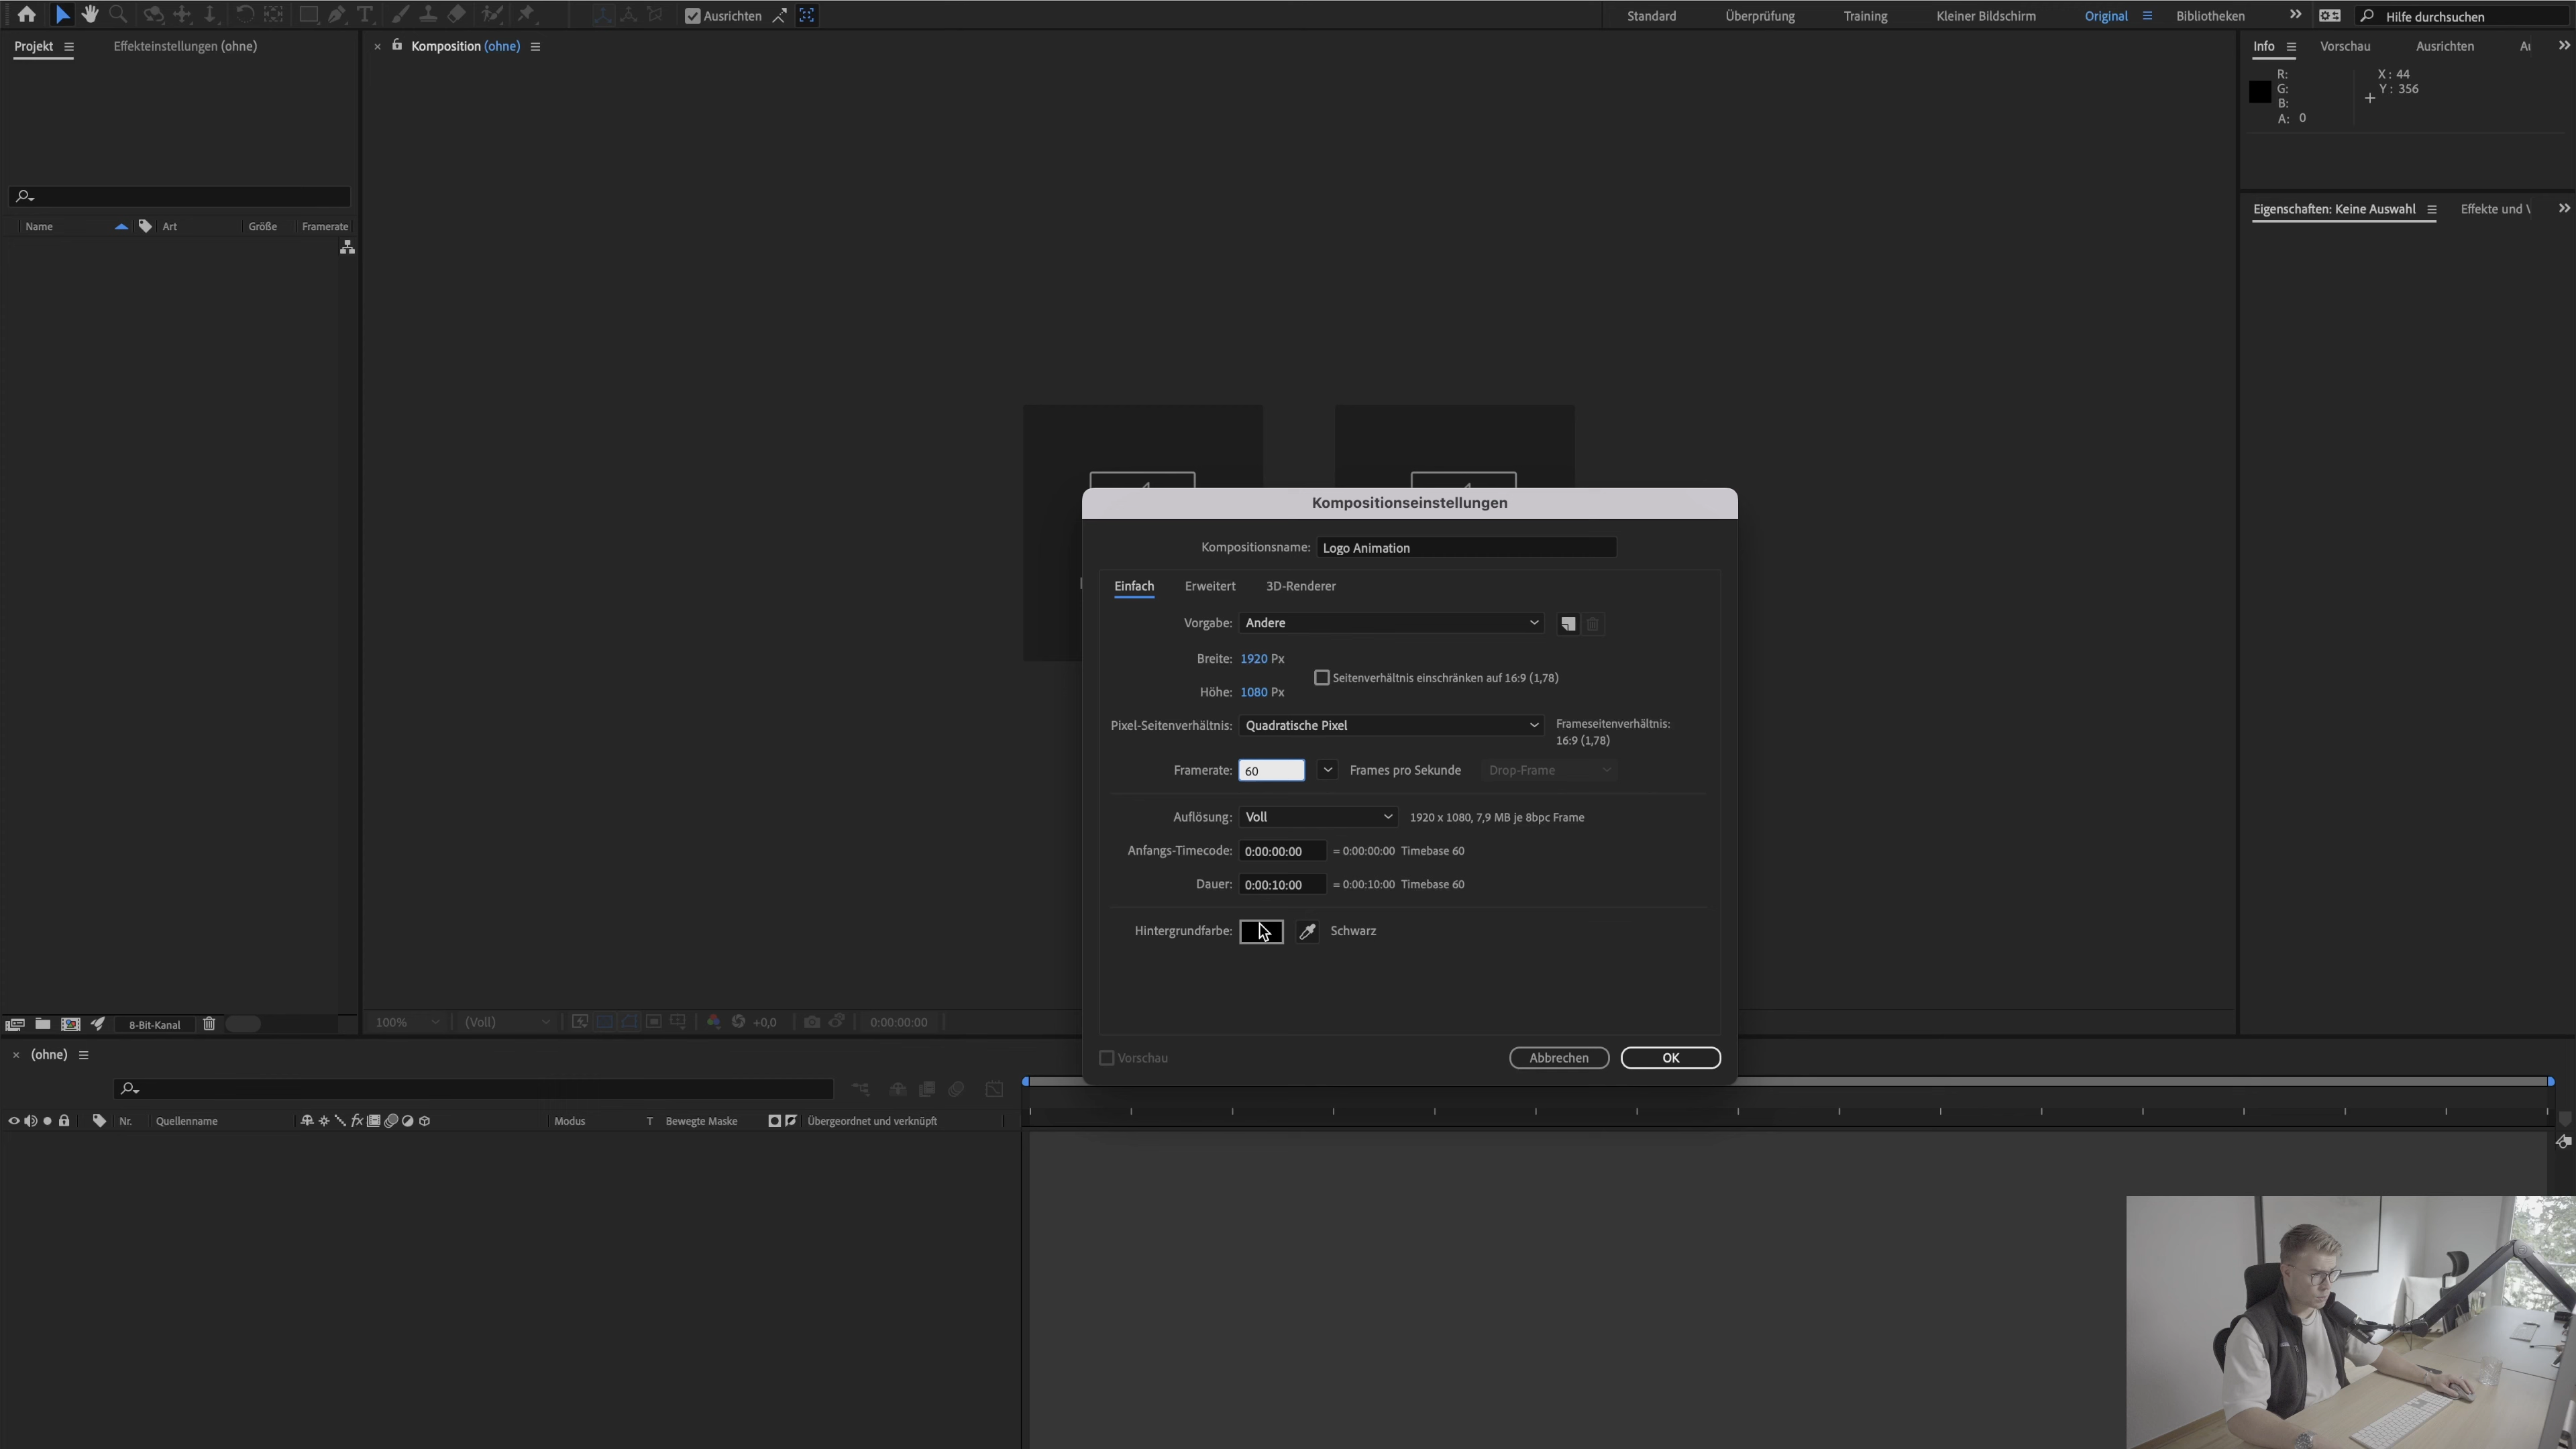 Ausrichten
Standard
Überprüfung
Training
Kleiner Bildschirm
Original
Bibliotheken
Hilfe durchsuchen
Projekt
Effekteinstellungen (ohne)
Komposition (ohne)
Info
Vorschau
Ausrichten
R:
G:
B:
A: 0
X: 44
Y: 356
Eigenschaften: Keine Auswahl
Effekte und
Name
Art
Größe
Framerate
Kompositionseinstellungen
Kompositionsname: Logo Animation
Einfach
Erweitert
3D-Renderer
Vorgabe: Andere
Breite: 1920 Px
Seitenverhältnis einschränken auf 16:9 (1,78)
Höhe: 1080 Px
Pixel-Seitenverhältnis: Quadratische Pixel
Frameseitenverhältnis:
16:9 (1,78)
Framerate: 60
Frames pro Sekunde
Drop-Frame
Auflösung: Voll
1920 x 1080, 7,9 MB je 8bpc Frame
Anfangs-Timecode: 0:00:00:00 = 0:00:00:00 Timebase 60
Dauer: 0:00:10:00 = 0:00:10:00 Timebase 60
Hintergrundfarbe: Schwarz
Vorschau
Abbrechen
OK
8-Bit-Kanal
100%
(Voll)
+0,0
0:00:00:00
(ohne)
Nr.
Quellenname
Modus
T
Bewegte Maske
Übergeordnet und verknüpft